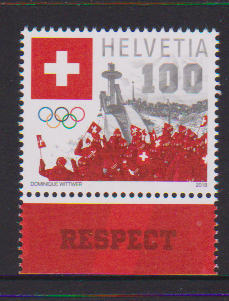 HELVETIA
100
DOMINIQUE WITTWER 2018
RESPECT